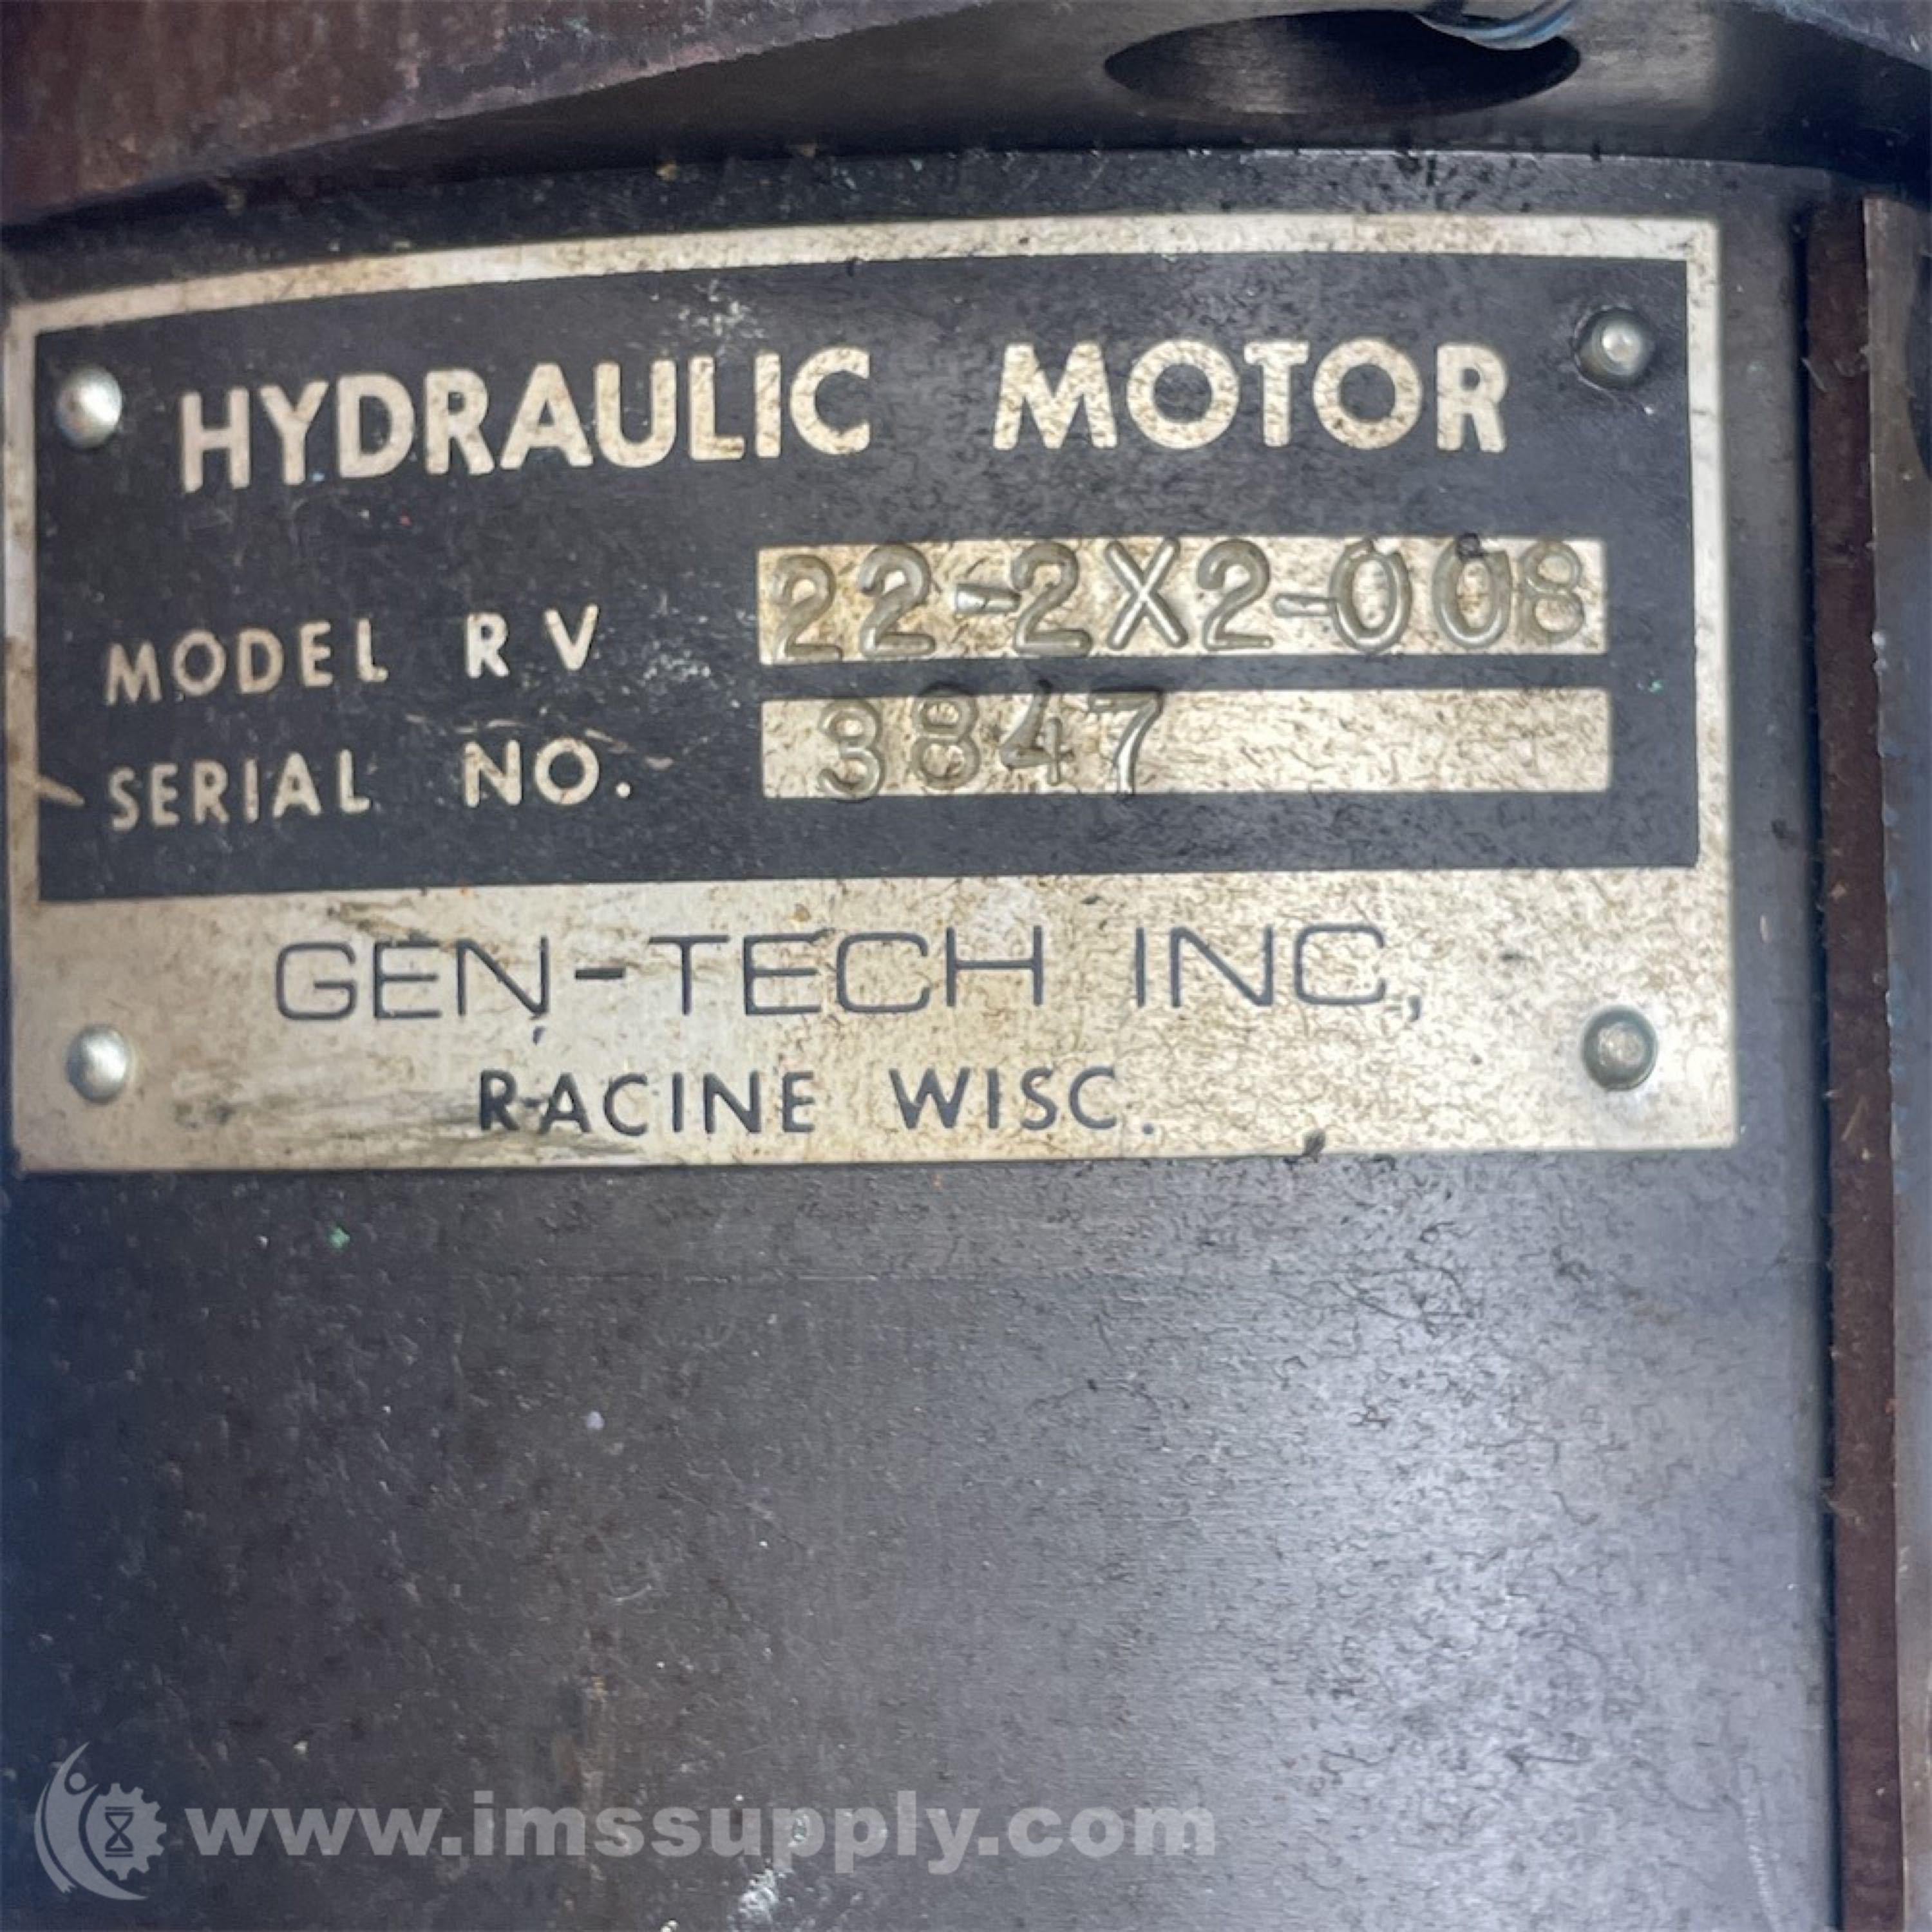 HYDRAULIC MOTOR
MODEL RV 22-2X2-008
SERIAL NO. 3847
GEN-TECH INC,
RACINE WISC.
www.imssupply.com